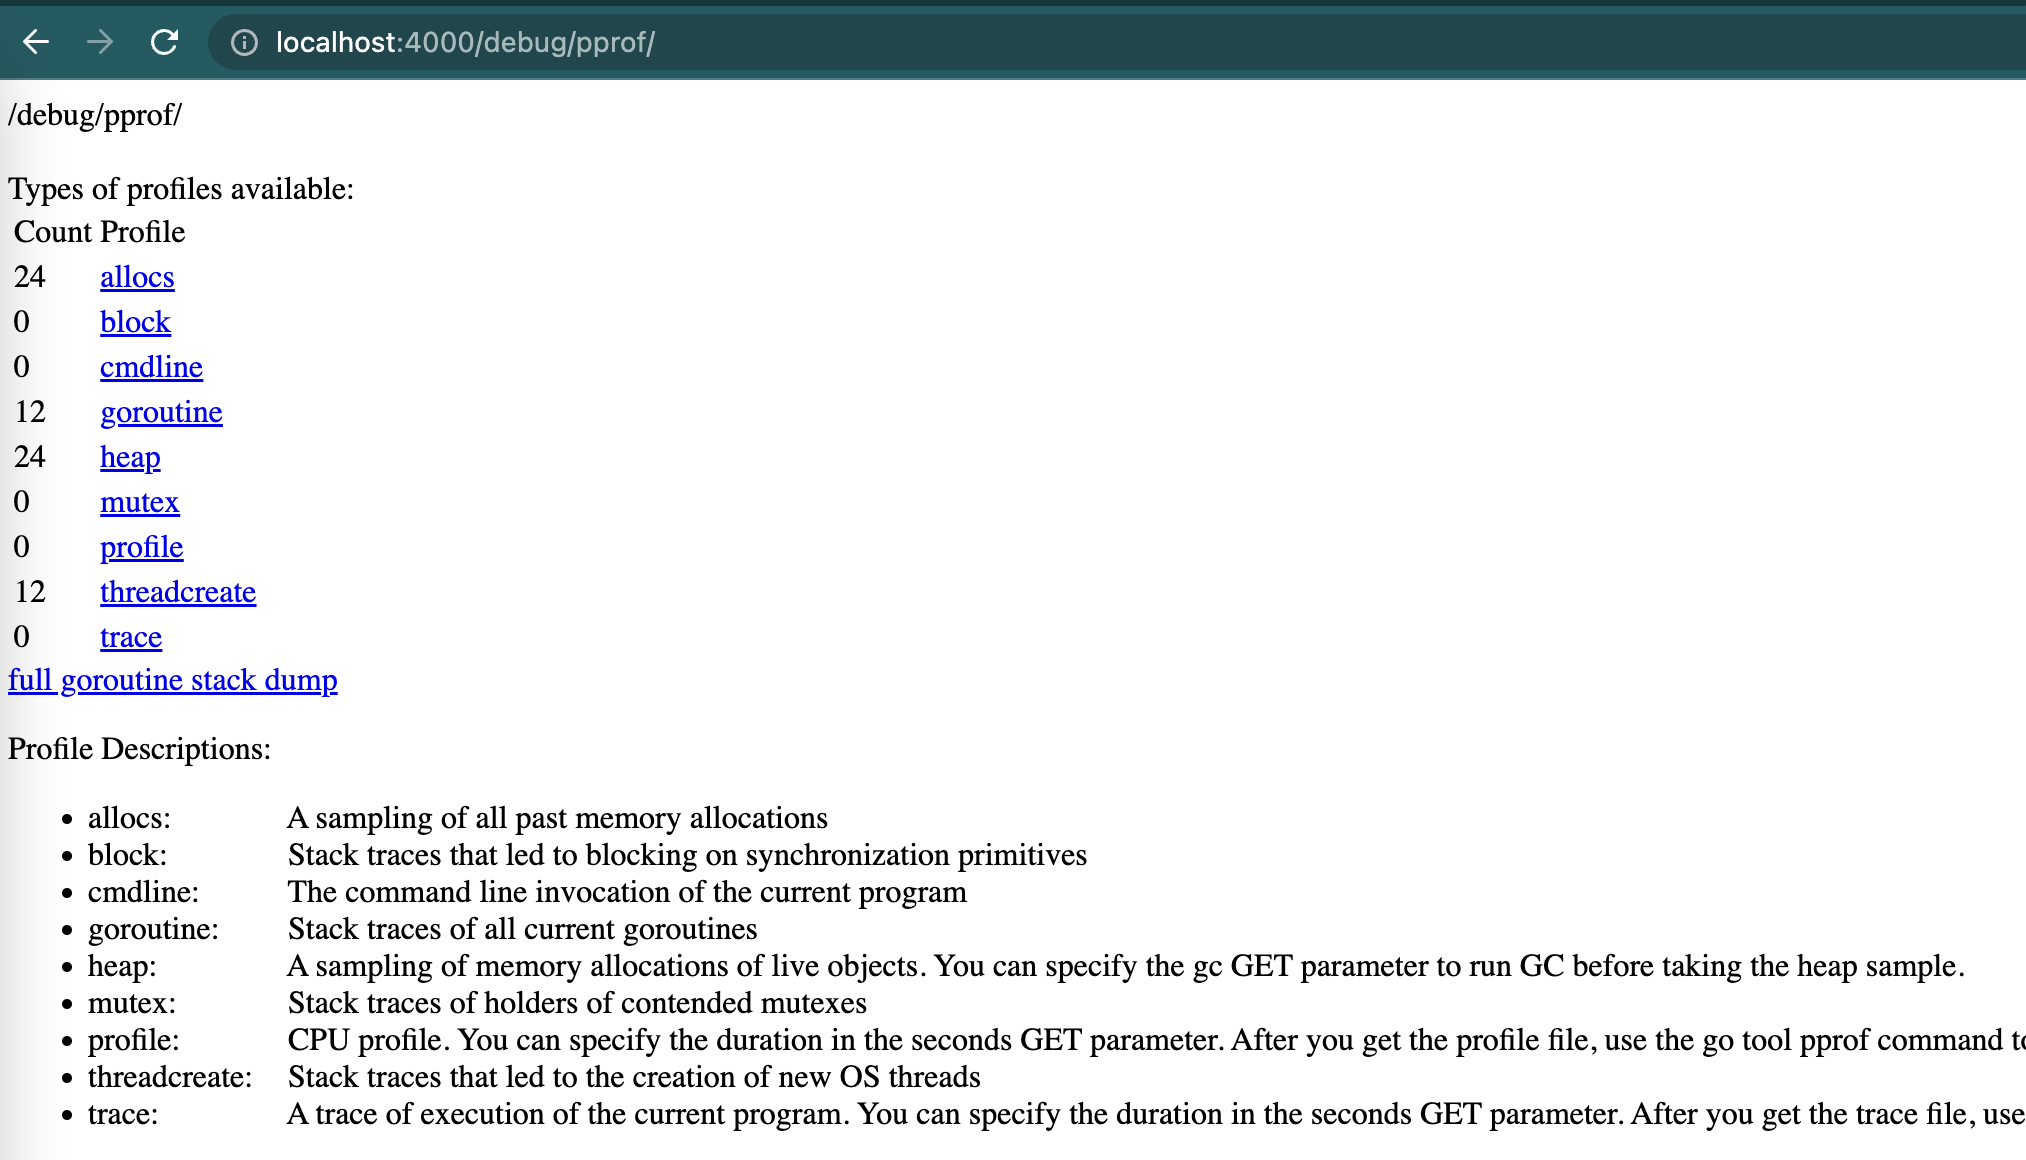 localhost:4000/debug/pprof/
/debug/pprof/
Types of profiles available:
Count Profile
24 allocs
0 block
0 cmdline
12 goroutine
24 heap
0 mutex
0 profile
12 threadcreate
0 trace
full goroutine stack dump
Profile Descriptions:
• allocs: A sampling of all past memory allocations
• block: Stack traces that led to blocking on synchronization primitives
• cmdline: The command line invocation of the current program
• goroutine: Stack traces of all current goroutines
• heap: A sampling of memory allocations of live objects. You can specify the gc GET parameter to run GC before taking the heap sample.
• mutex: Stack traces of holders of contended mutexes
• profile: CPU profile. You can specify the duration in the seconds GET parameter. After you get the profile file, use the go tool pprof command
• threadcreate: Stack traces that led to the creation of new OS threads
• trace: A trace of execution of the current program. You can specify the duration in the seconds GET parameter. After you get the trace file, use